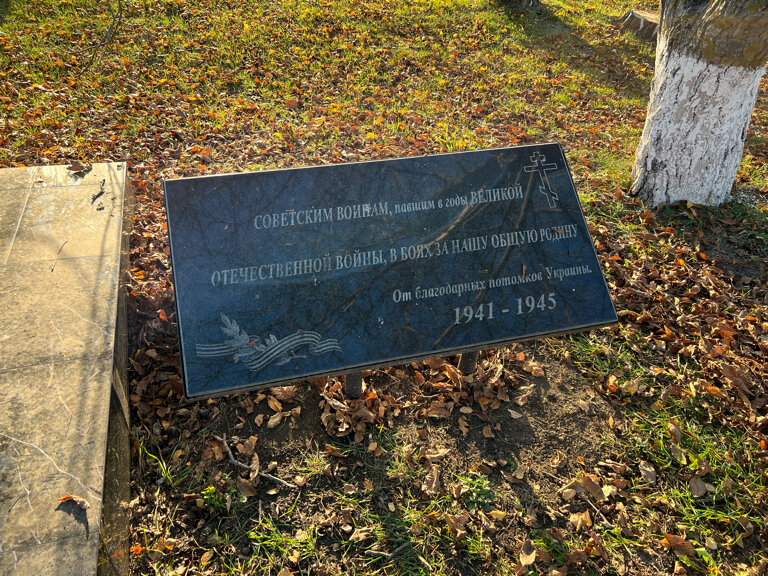 СОВЕТСКИМ ВОИНАМ, павшим в годы ВЕЛИКОЙ
ОТЕЧЕСТВЕННОЙ ВОЙНЫ, В БОЯХ ЗА НАШУ ОБЩУЮ РОДИНУ
От благодарных потомков Украины.
1941 - 1945